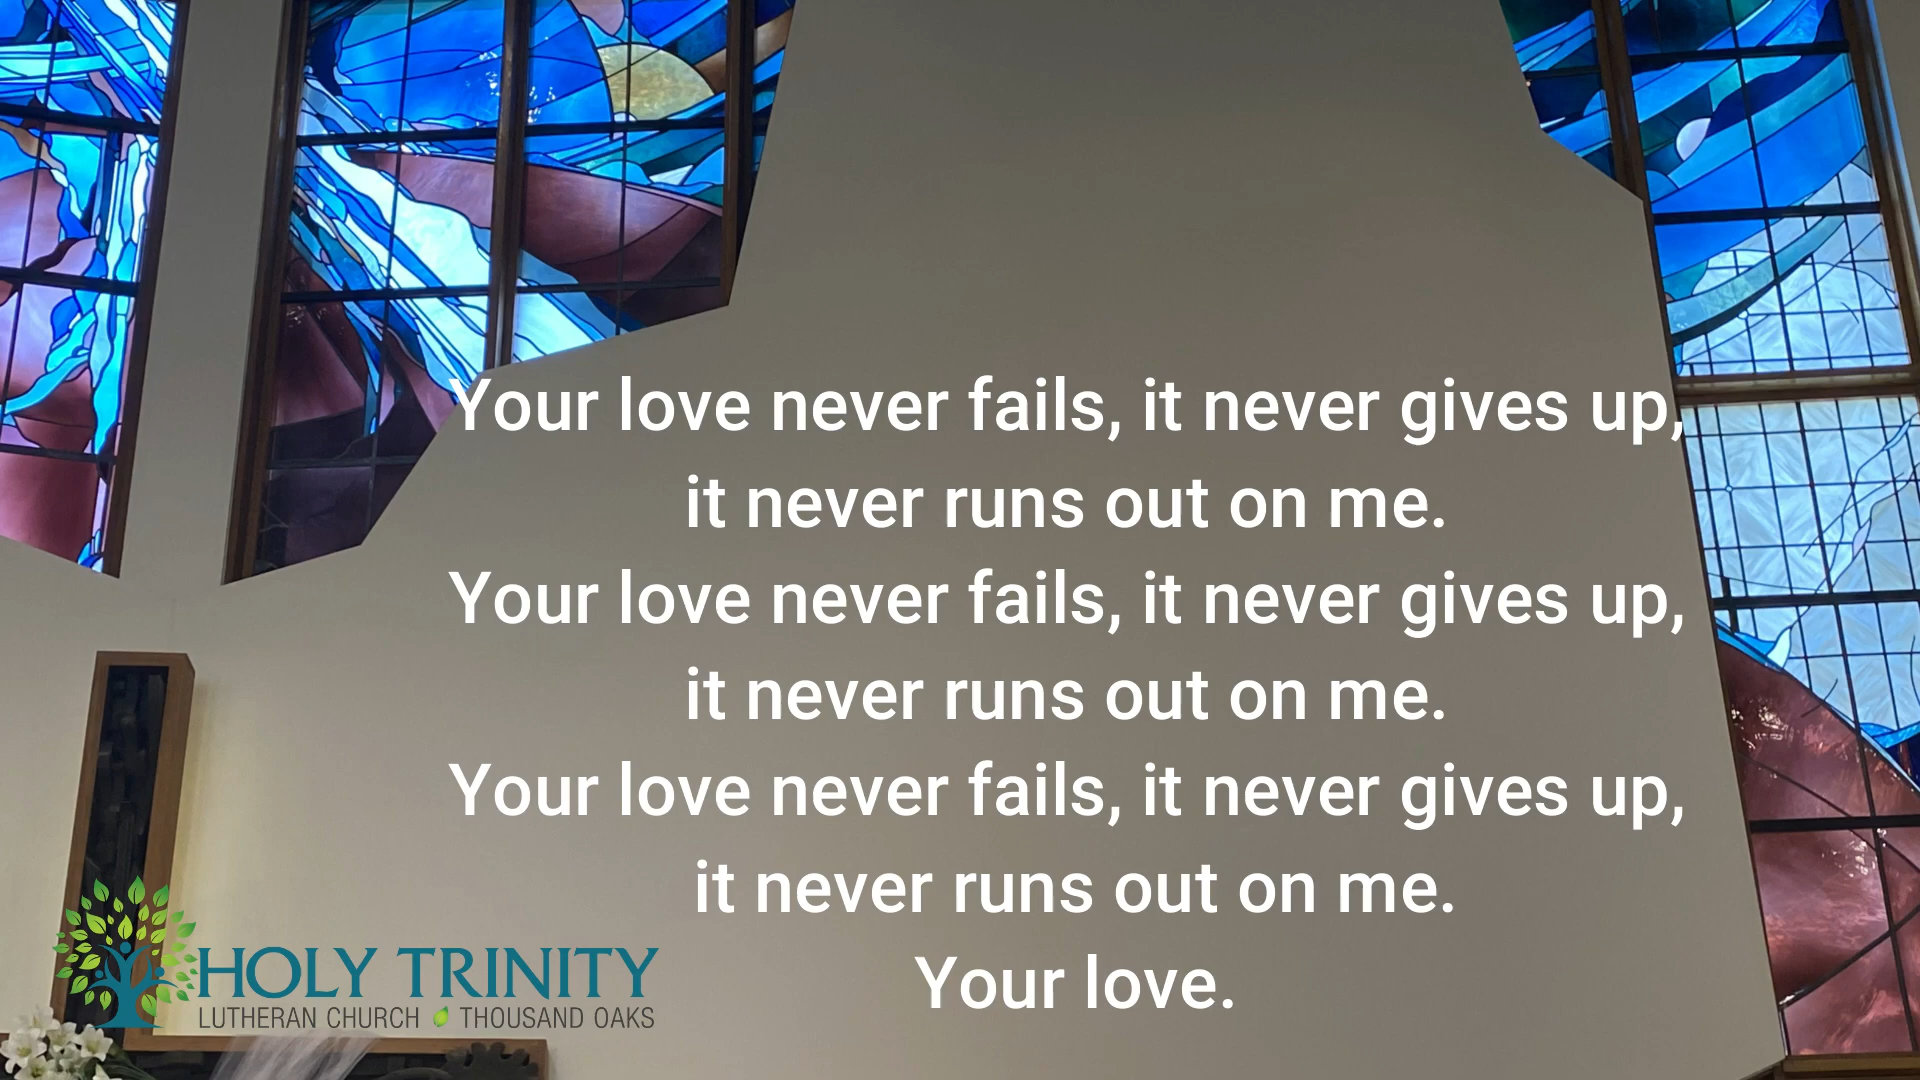 Your love never fails, it never gives up,
it never runs out on me.
Your love never fails, it never gives up,
it never runs out on me.
Your love never fails, it never gives up,
it never runs out on me.
Your love.
HOLY TRINITY
LUTHERAN CHURCH THOUSAND OAKS